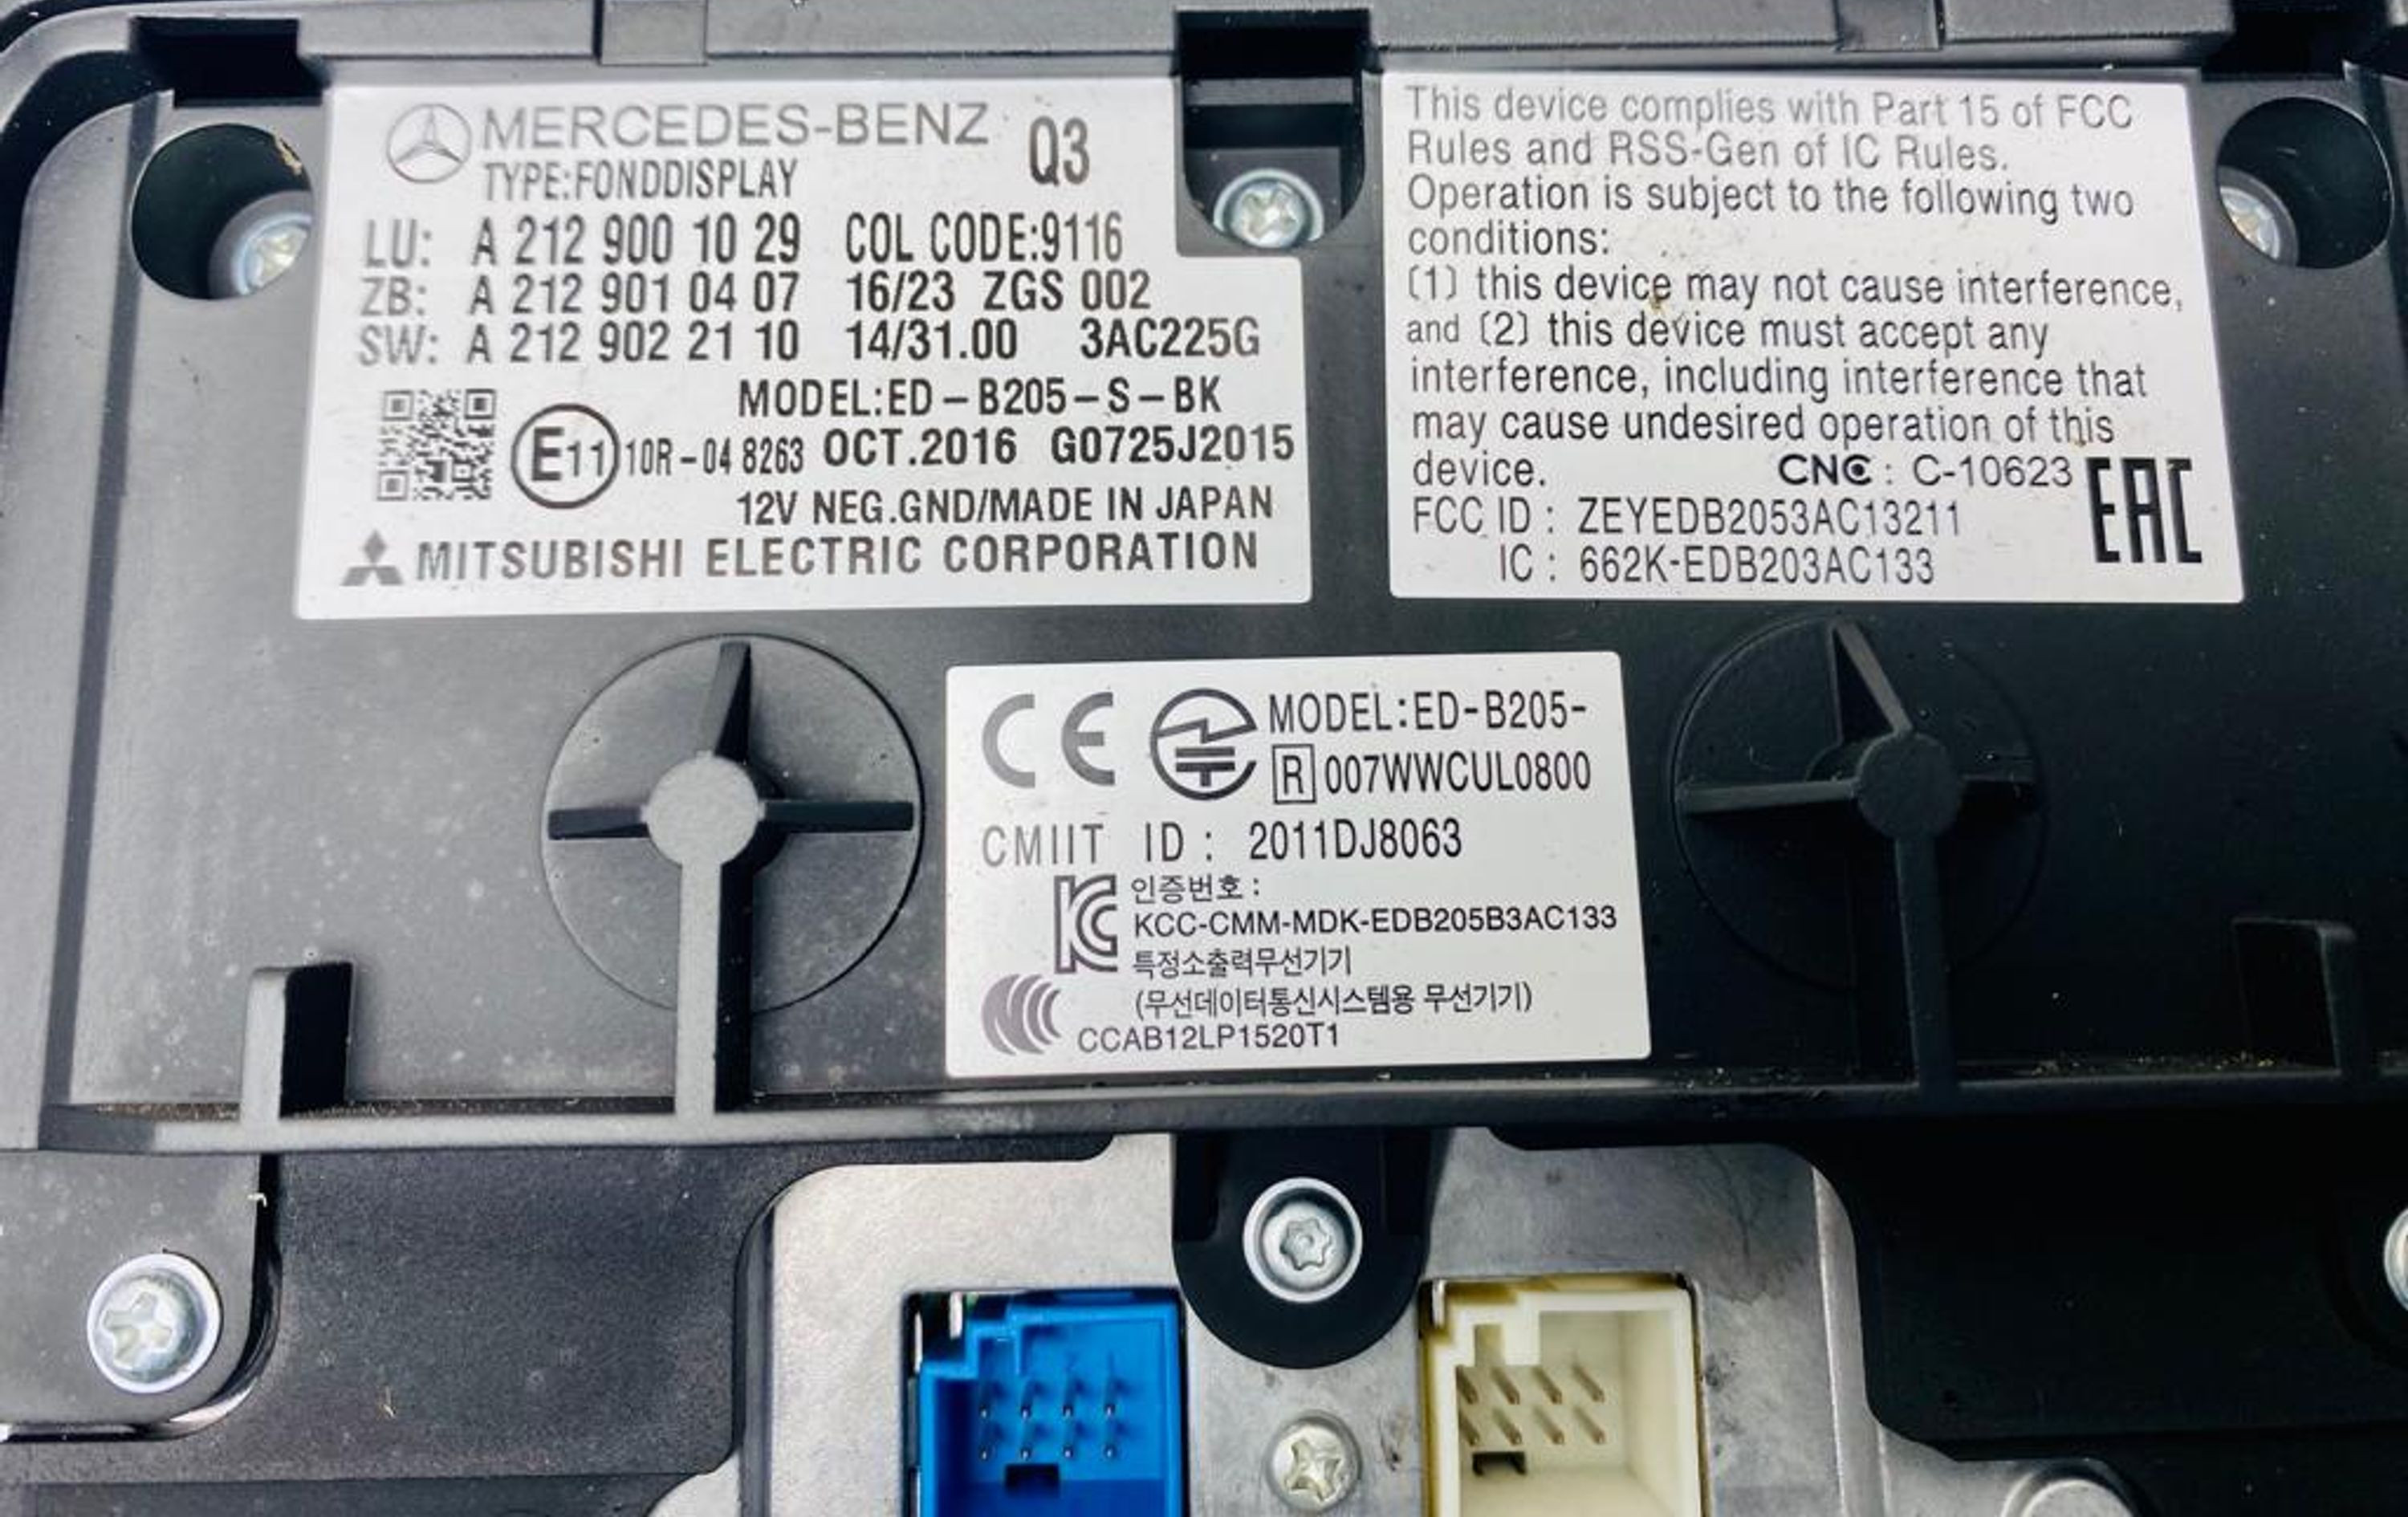 MERCEDES-BENZ Q3
TYPE:FONDDISPLAY
LU: A 212 900 10 29 COL CODE:9116
ZB: A 212 901 04 07 16/23 ZGS 002
SW: A 212 902 21 10 14/31.00 3AC225G
MODEL:ED-B205-S-BK
E11 10R-04 8263 OCT.2016 G0725J2015
12V NEG.GND/MADE IN JAPAN
MITSUBISHI ELECTRIC CORPORATION
This device complies with Part 15 of FCC
Rules and RSS-Gen of IC Rules.
Operation is subject to the following two
conditions:
(1) this device may not cause interference,
and (2) this device must accept any
interference, including interference that
may cause undesired operation of this
device. CNC: C-10623 EAC
FCC ID : ZEYEDB2053AC13211
IC : 662K-EDB203AC133
CE MODEL:ED-B205-
R 007WWCUL0800
CMIIT ID : 2011DJ8063
인증번호 :
KCC-CMM-MDK-EDB205B3AC133
특정소출력무선기기
(무선데이터통신시스템용 무선기기)
CCAB12LP1520T1